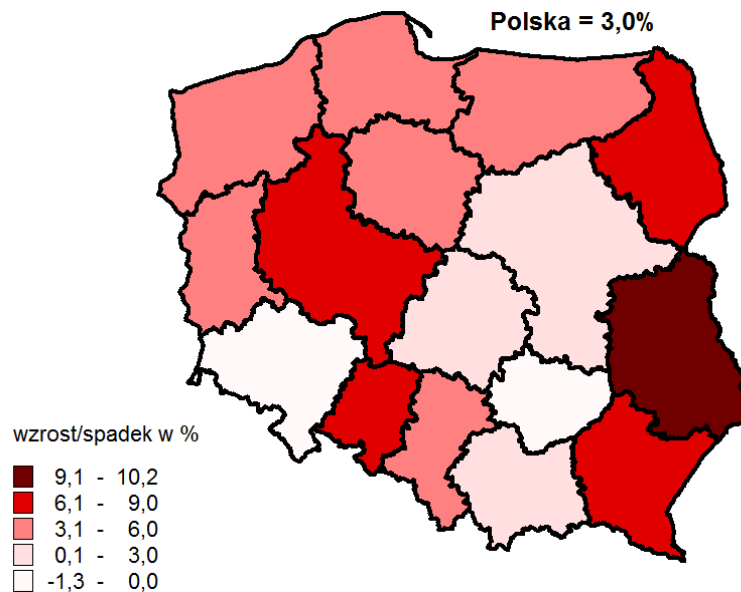 Polska = 3,0%
wzrost/spadek w %
9,1 - 10,2
6,1 - 9,0
3,1 - 6,0
0,1 - 3,0
-1,3 - 0,0